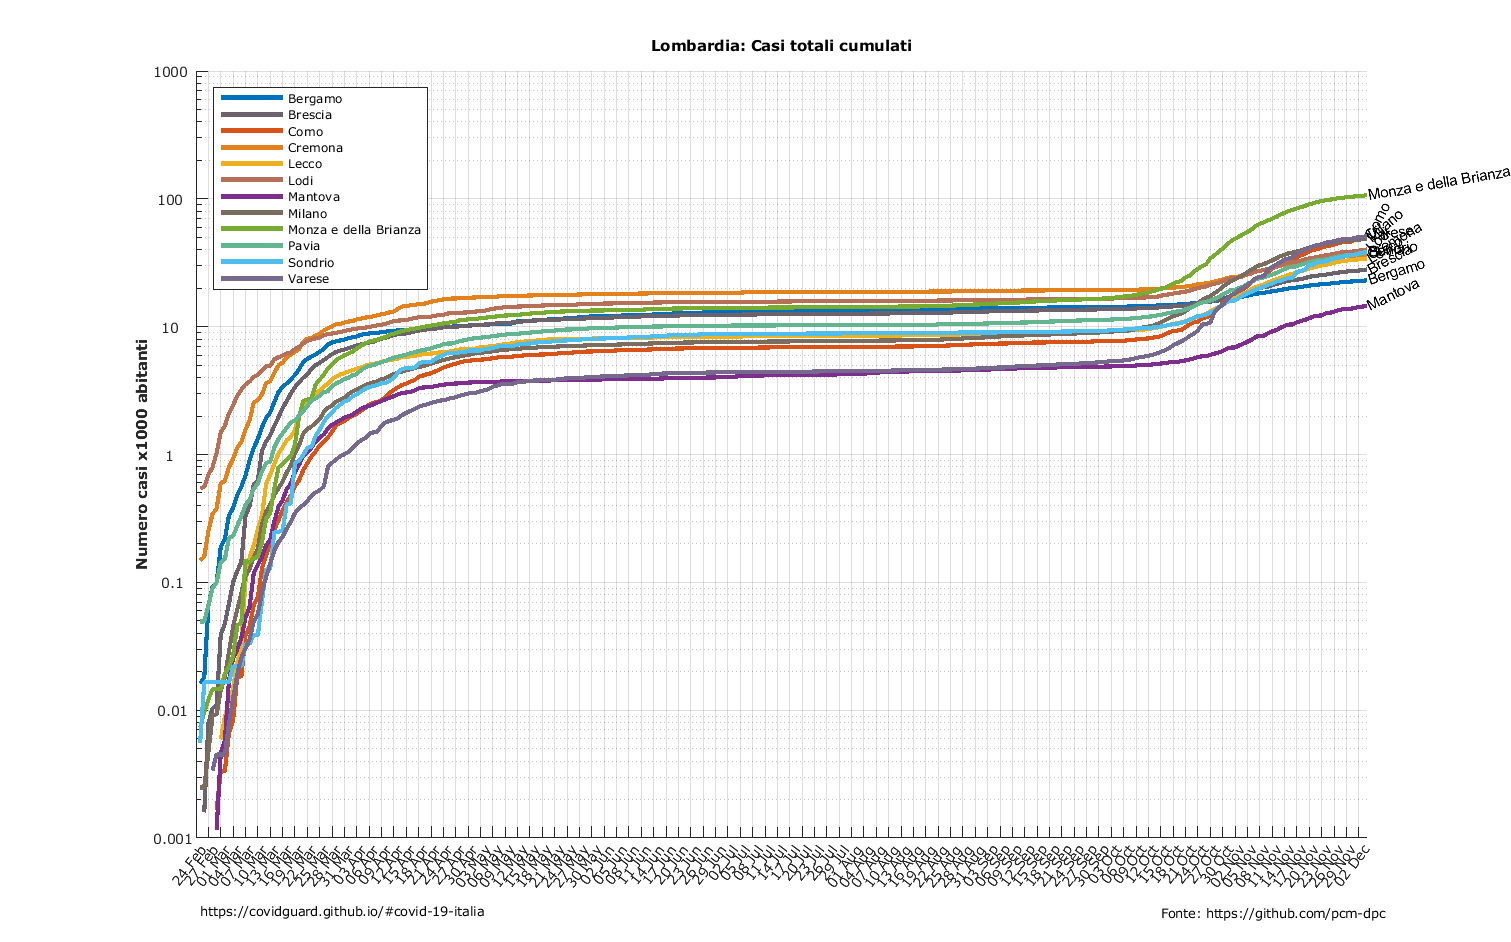 Lombardia: Casi totali cumulati
Numero casi x1000 abitanti
1000
100
10
1
0.1
0.01
0.001
Bergamo
Brescia
Como
Cremona
Lecco
Lodi
Mantova
Milano
Monza e della Brianza
Pavia
Sondrio
Varese
Monza e della Brianza
Como
Milano
Varese
Cremona
Sondrio
Brescia
Bergamo
Mantova
24 Feb
27 Feb
01 Mar
04 Mar
07 Mar
10 Mar
13 Mar
16 Mar
19 Mar
22 Mar
25 Mar
28 Mar
31 Mar
03 Apr
06 Apr
09 Apr
12 Apr
15 Apr
18 Apr
21 Apr
24 Apr
27 Apr
30 Apr
03 May
06 May
09 May
12 May
15 May
18 May
21 May
24 May
27 May
30 May
02 Jun
05 Jun
08 Jun
11 Jun
14 Jun
17 Jun
20 Jun
23 Jun
26 Jun
29 Jun
02 Jul
05 Jul
08 Jul
11 Jul
14 Jul
17 Jul
20 Jul
23 Jul
26 Jul
29 Jul
01 Aug
04 Aug
07 Aug
10 Aug
13 Aug
16 Aug
19 Aug
22 Aug
25 Aug
28 Aug
31 Aug
03 Sep
06 Sep
09 Sep
12 Sep
15 Sep
18 Sep
21 Sep
24 Sep
27 Sep
30 Sep
03 Oct
06 Oct
09 Oct
12 Oct
15 Oct
18 Oct
21 Oct
24 Oct
27 Oct
30 Oct
02 Nov
05 Nov
08 Nov
11 Nov
14 Nov
17 Nov
20 Nov
23 Nov
26 Nov
29 Nov
02 Dec
https://covidguard.github.io/#covid-19-italia
Fonte: https://github.com/pcm-dpc